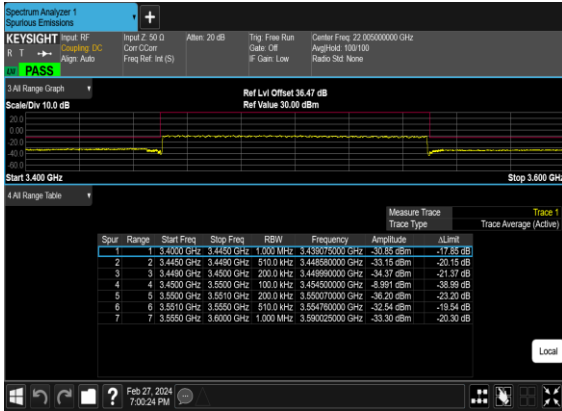 Spectrum Analyzer 1
Spurious Emissions
+
KEYSIGHT
Input: RF
Coupling: DC
Align: Auto
R T
PASS
Input Z: 50 Ω
Corr CCorr
Freq Ref: Int (S)
Atten: 20 dB
Trig: Free Run
Gate: Off
IF Gain: Low
Center Freq: 22.005000000 GHz
Avg|Hold: 100/100
Radio Std: None
3 All Range Graph
Scale/Div 10.0 dB
Ref Lvl Offset 36.47 dB
Ref Value 30.00 dBm
20.0
0.00
-20.0
-40.0
-60.0
Start 3.400 GHz
Stop 3.600 GHz
4 All Range Table
Measure Trace Trace 1
Trace Type Trace Average (Active)
Spur Range Start Freq Stop Freq RBW Frequency Amplitude ΔLimit
1 1 3.4000 GHz 3.4450 GHz 1.000 MHz 3.439075000 GHz -30.85 dBm -17.85 dB
2 2 3.4450 GHz 3.4490 GHz 510.0 kHz 3.448580000 GHz -33.15 dBm -20.15 dB
3 3 3.4490 GHz 3.4500 GHz 200.0 kHz 3.449990000 GHz -34.37 dBm -21.37 dB
4 4 3.4500 GHz 3.5500 GHz 100.0 kHz 3.454500000 GHz -8.991 dBm -38.99 dB
5 5 3.5500 GHz 3.5510 GHz 200.0 kHz 3.550070000 GHz -36.20 dBm -23.20 dB
6 6 3.5510 GHz 3.5550 GHz 510.0 kHz 3.554760000 GHz -32.54 dBm -19.54 dB
7 7 3.5550 GHz 3.6000 GHz 1.000 MHz 3.590025000 GHz -33.30 dBm -20.30 dB
Local
?
Feb 27, 2024
7:00:24 PM